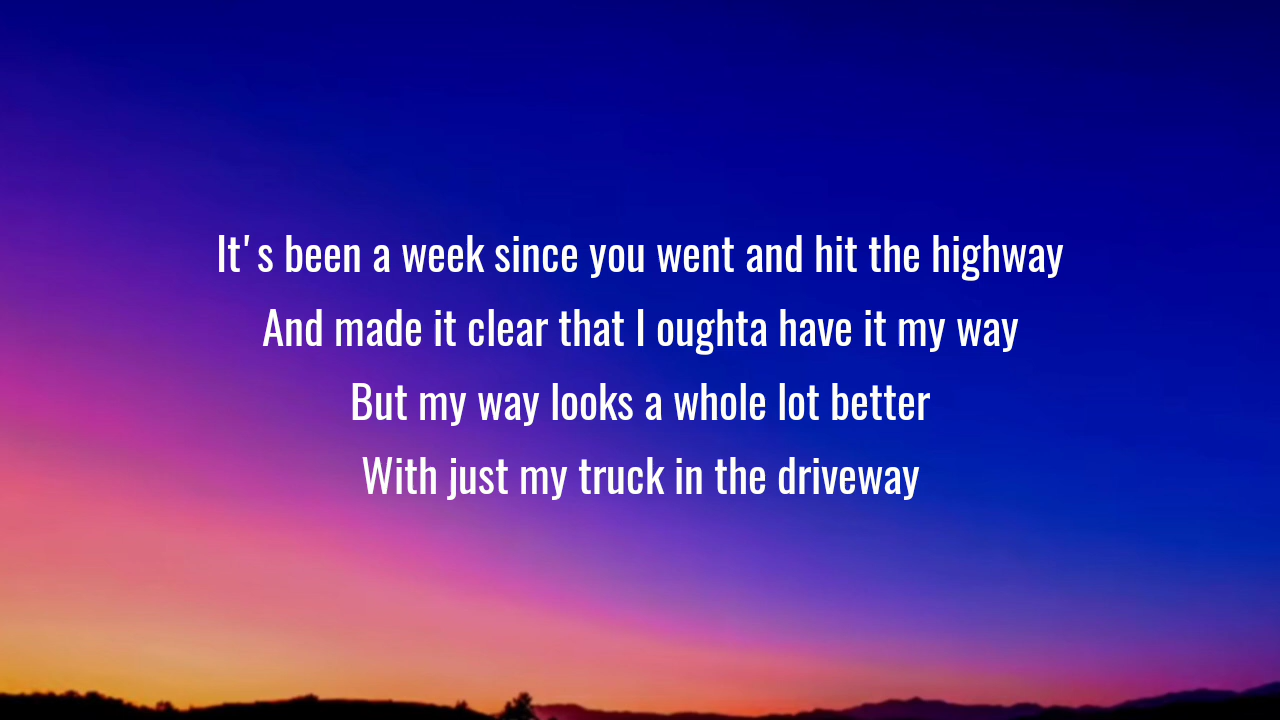 It's been a week since you went and hit the highway
And made it clear that I oughta have it my way
But my way looks a whole lot better
With just my truck in the driveway